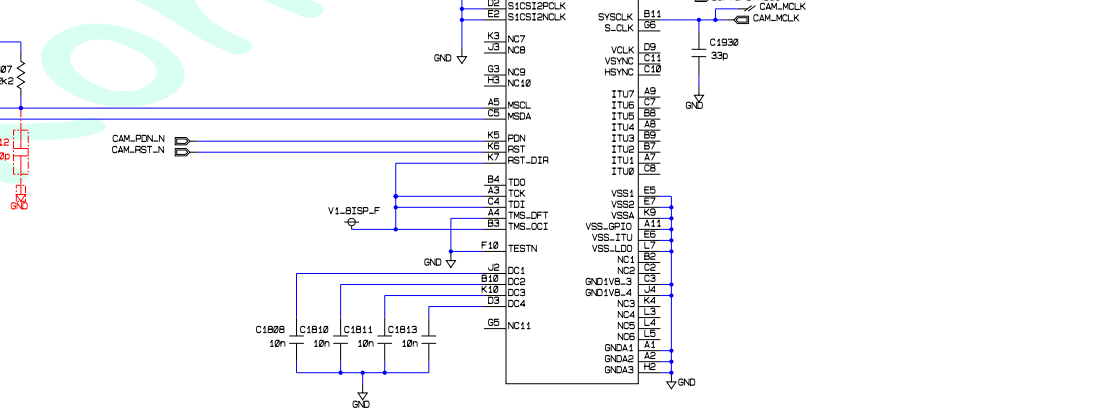 D2 S1CSI2PCLK
E2 S1CSI2NCLK
K3 NC7
J3 NC8
GND
G3 NC9
H3 NC10
A5 MSCL
C5 MSDA
CAM_PDN_N
CAM_RST_N
K5 PDN
K6 RST
K7 RST_DIR
B4 TDO
A3 TCK
C4 TDI
A4 TMS_DFT
B3 TMS_OCI
V1_8ISP_F
F10 TESTN
GND
J2 DC1
B10 DC2
K10 DC3
D3 DC4
G5 NC11
C1808 C1810 C1811 C1813
10n 10n 10n 10n
GND
07
0k2
12
0p
GND
CAM_MCLK
SYSCLK B11
CAM_MCLK
S_CLK G6
C1930
33p
GND
VCLK D9
VSYNC C11
HSYNC C10
ITU7 A9
ITU6 C7
ITU5 B8
ITU4 A8
ITU3 B9
ITU2 B7
ITU1 A7
ITU0 C8
VSS1 E5
VSS2 E7
VSSA K9
VSS_GPIO A11
VSS_ITU E6
VSS_LDO L7
NC1 B2
NC2 C2
GND1V8_3 C3
GND1V8_4 J4
NC3 K4
NC4 L3
NC5 L4
NC6 L5
GNDA1 A1
GNDA2 A2
GNDA3 H2
GND